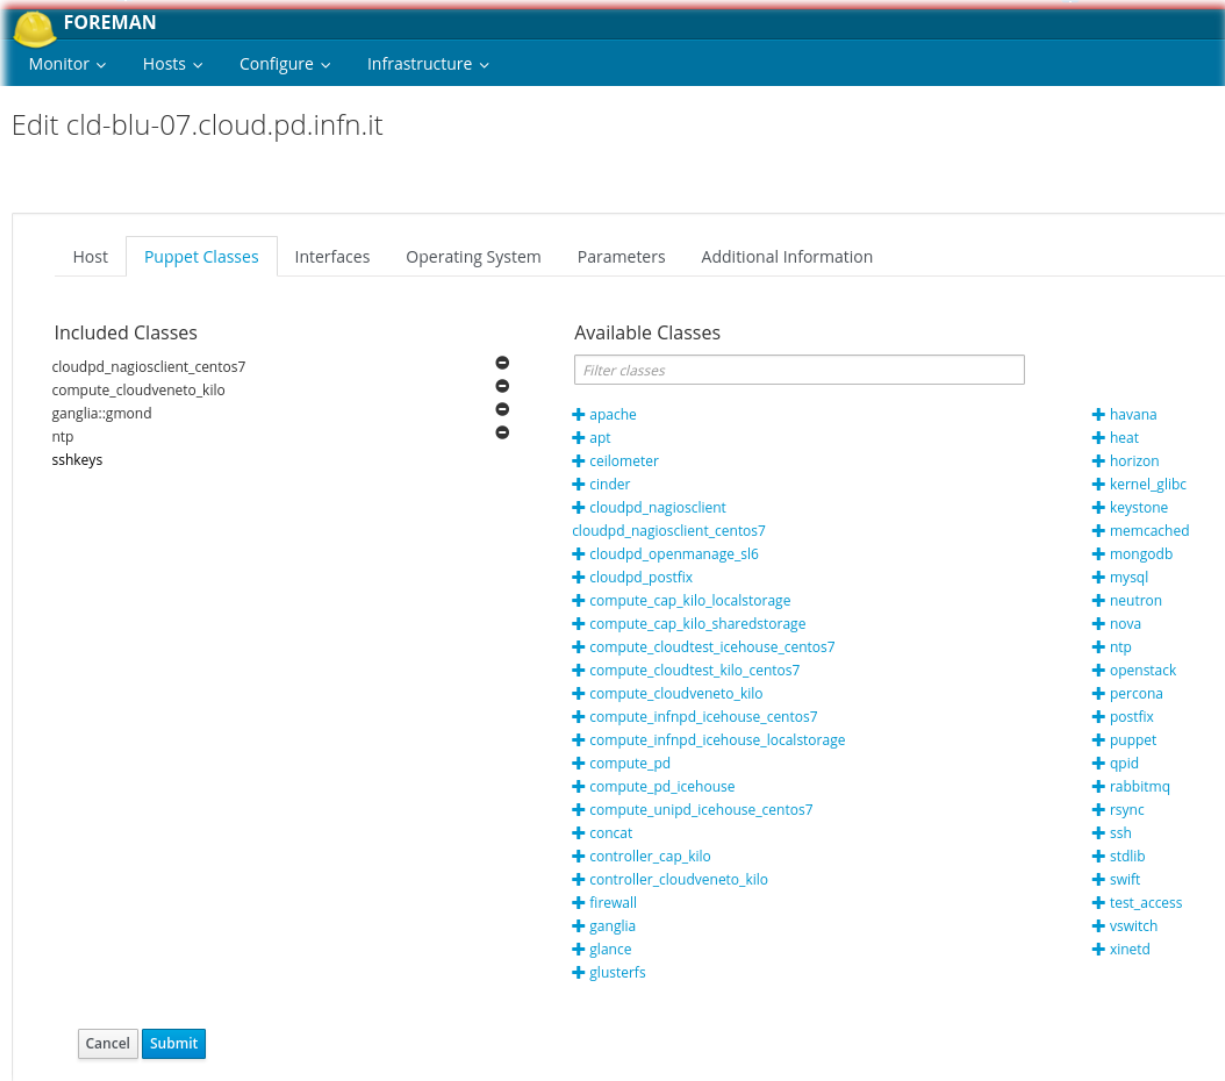 FOREMAN
Monitor
Hosts
Configure
Infrastructure
Edit cld-blu-07.cloud.pd.infn.it
Host
Puppet Classes
Interfaces
Operating System
Parameters
Additional Information
Included Classes
cloudpd_nagiosclient_centos7
compute_cloudveneto_kilo
ganglia::gmond
ntp
sshkeys
Available Classes
Filter classes
apache
apt
ceilometer
cinder
cloudpd_nagiosclient
cloudpd_nagiosclient_centos7
cloudpd_openmanage_sl6
cloudpd_postfix
compute_cap_kilo_localstorage
compute_cap_kilo_sharedstorage
compute_cloudtest_icehouse_centos7
compute_cloudtest_kilo_centos7
compute_cloudveneto_kilo
compute_infnpd_icehouse_centos7
compute_infnpd_icehouse_localstorage
compute_pd
compute_pd_icehouse
compute_unipd_icehouse_centos7
concat
controller_cap_kilo
controller_cloudveneto_kilo
firewall
ganglia
glance
glusterfs
havana
heat
horizon
kernel_glibc
keystone
memcached
mongodb
mysql
neutron
nova
ntp
openstack
percona
postfix
puppet
qpid
rabbitmq
rsync
ssh
stdlib
swift
test_access
vswitch
xinetd
Cancel
Submit